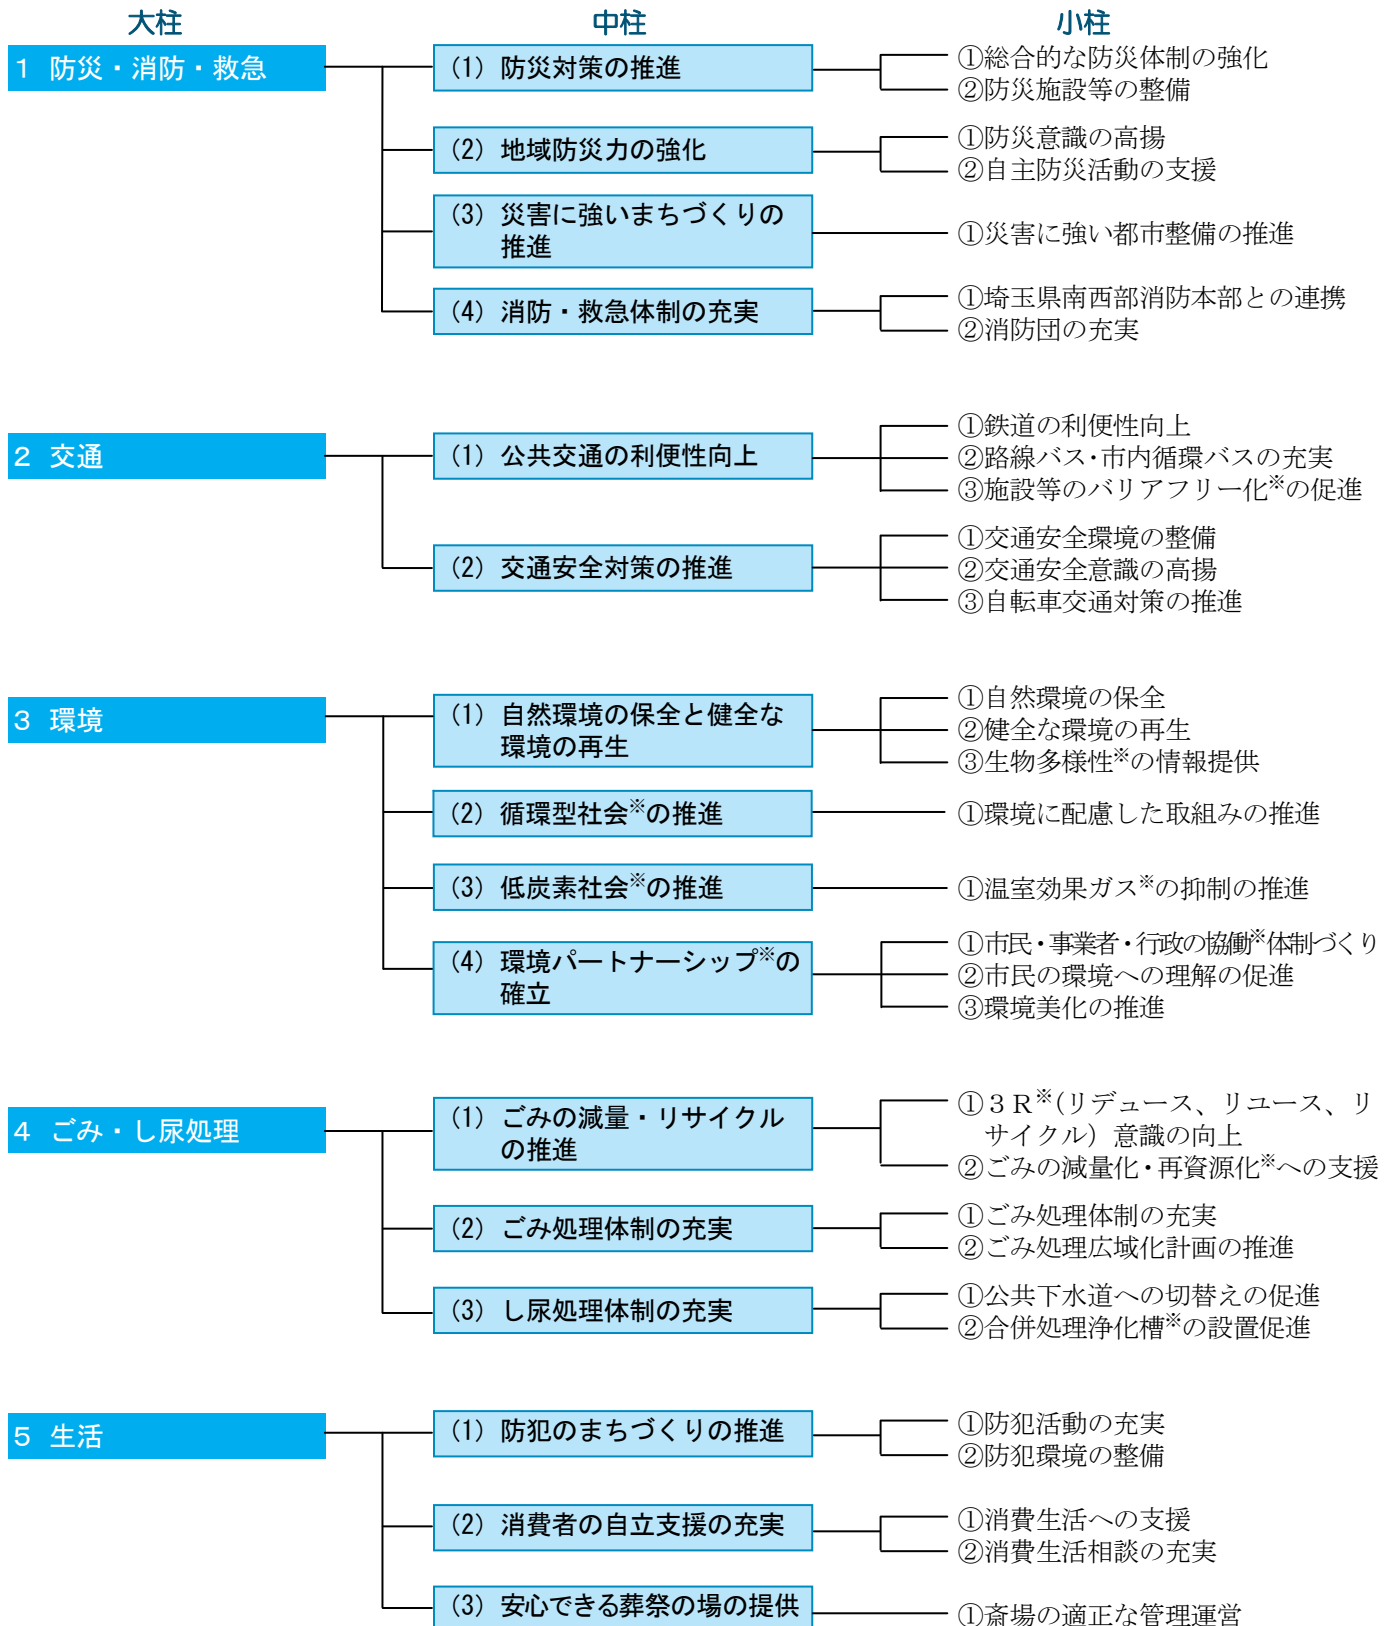 大柱 中柱 小柱
1 防災・消防・救急
(1) 防災対策の推進
①総合的な防災体制の強化
②防災施設等の整備
(2) 地域防災力の強化
①防災意識の高揚
②自主防災活動の支援
(3) 災害に強いまちづくりの
推進
①災害に強い都市整備の推進
(4) 消防・救急体制の充実
①埼玉県南西部消防本部との連携
②消防団の充実
2 交通
(1) 公共交通の利便性向上
①鉄道の利便性向上
②路線バス・市内循環バスの充実
③施設等のバリアフリー化※の促進
(2) 交通安全対策の推進
①交通安全環境の整備
②交通安全意識の高揚
③自転車交通対策の推進
3 環境
(1) 自然環境の保全と健全な
環境の再生
①自然環境の保全
②健全な環境の再生
③生物多様性※の情報提供
(2) 循環型社会※の推進
①環境に配慮した取組みの推進
(3) 低炭素社会※の推進
①温室効果ガス※の抑制の推進
(4) 環境パートナーシップ※の
確立
①市民・事業者・行政の協働※体制づくり
②市民の環境への理解の促進
③環境美化の推進
4 ごみ・し尿処理
(1) ごみの減量・リサイクル
の推進
①3R※(リデュース、リユース、リ
サイクル）意識の向上
②ごみの減量化・再資源化※への支援
(2) ごみ処理体制の充実
①ごみ処理体制の充実
②ごみ処理広域化計画の推進
(3) し尿処理体制の充実
①公共下水道への切替えの促進
②合併処理浄化槽※の設置促進
5 生活
(1) 防犯のまちづくりの推進
①防犯活動の充実
②防犯環境の整備
(2) 消費者の自立支援の充実
①消費生活への支援
②消費生活相談の充実
(3) 安心できる葬祭の場の提供
①斎場の適正な管理運営